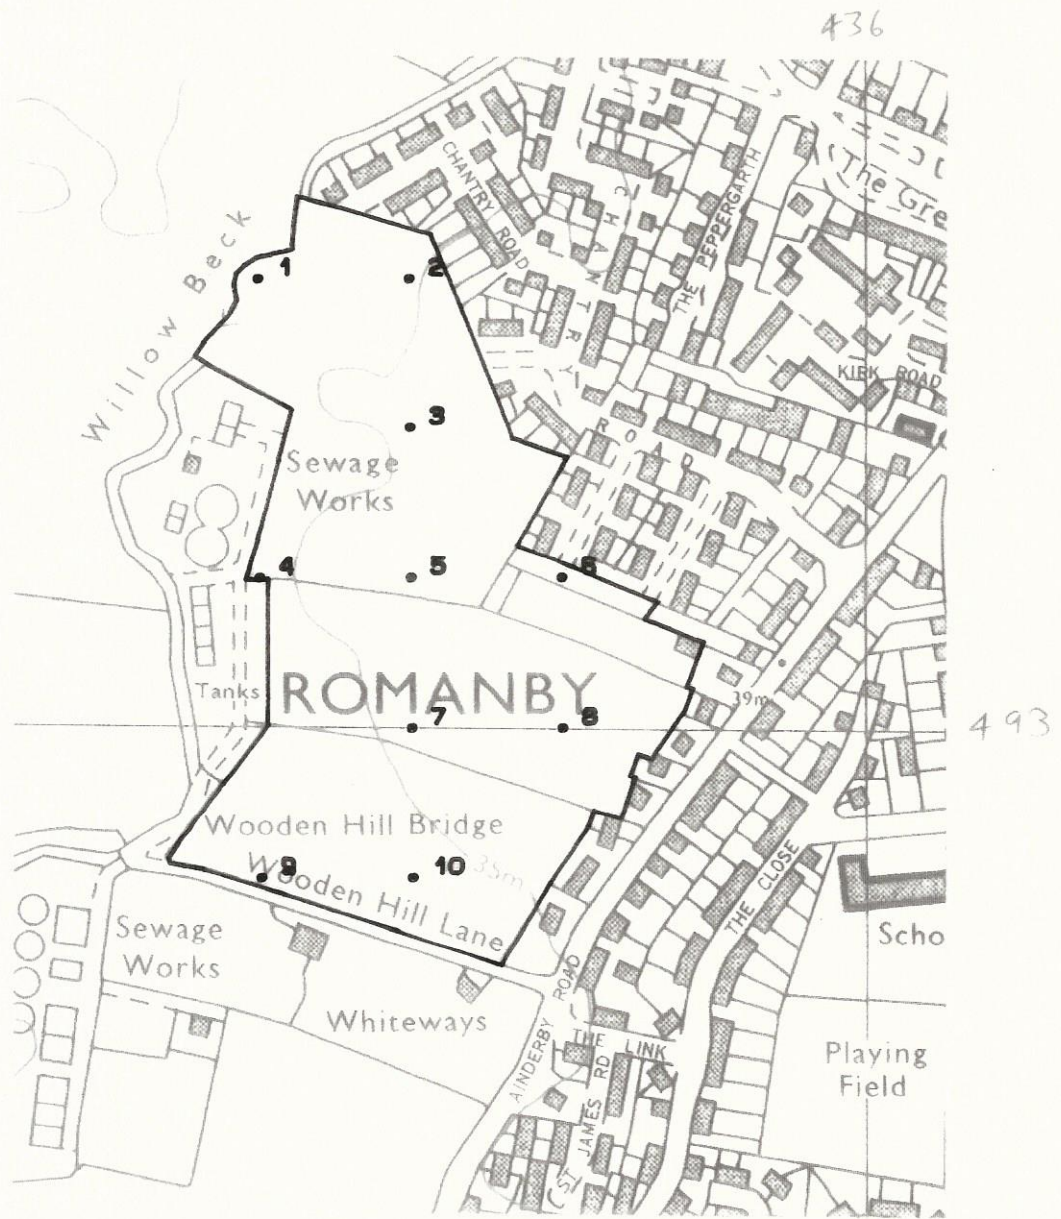 436
CHANTRY ROAD
CHANTRY
ROAD
THE PEPPERGARTH
The Gre
Willow Beck
1
2
KIRK ROAD
3
Sewage
Works
4
5
6
Tanks
ROMANBY
39m
7
8
493
Wooden Hill Bridge
9
10
35m
Wooden Hill Lane
THE CLOSE
Sewage
Works
Scho
Whiteways
AINDERBY ROAD
THE LINK
ST JAMES RD
Playing
Field